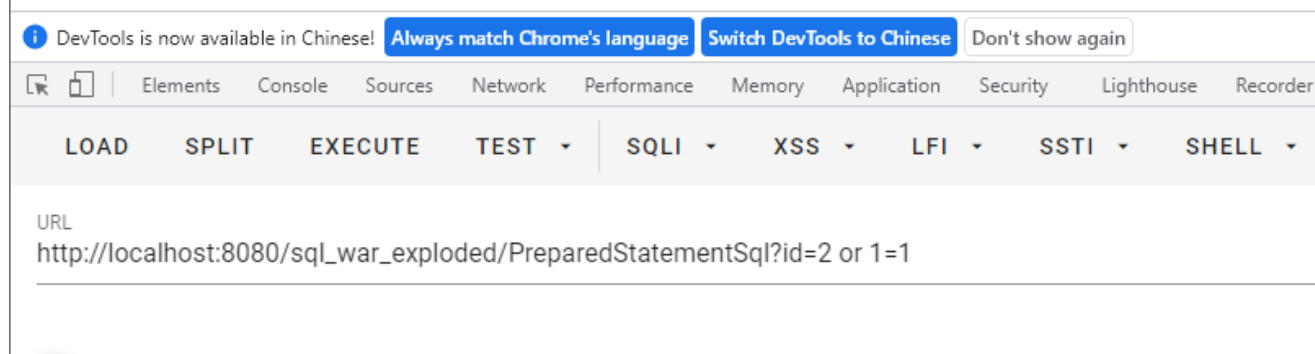 DevTools is now available in Chinese! Always match Chrome's language Switch DevTools to Chinese Don't show again
Elements Console Sources Network Performance Memory Application Security Lighthouse Recorder
LOAD SPLIT EXECUTE TEST SQLI XSS LFI SSTI SHELL
URL
http://localhost:8080/sql_war_exploded/PreparedStatementSql?id=2 or 1=1